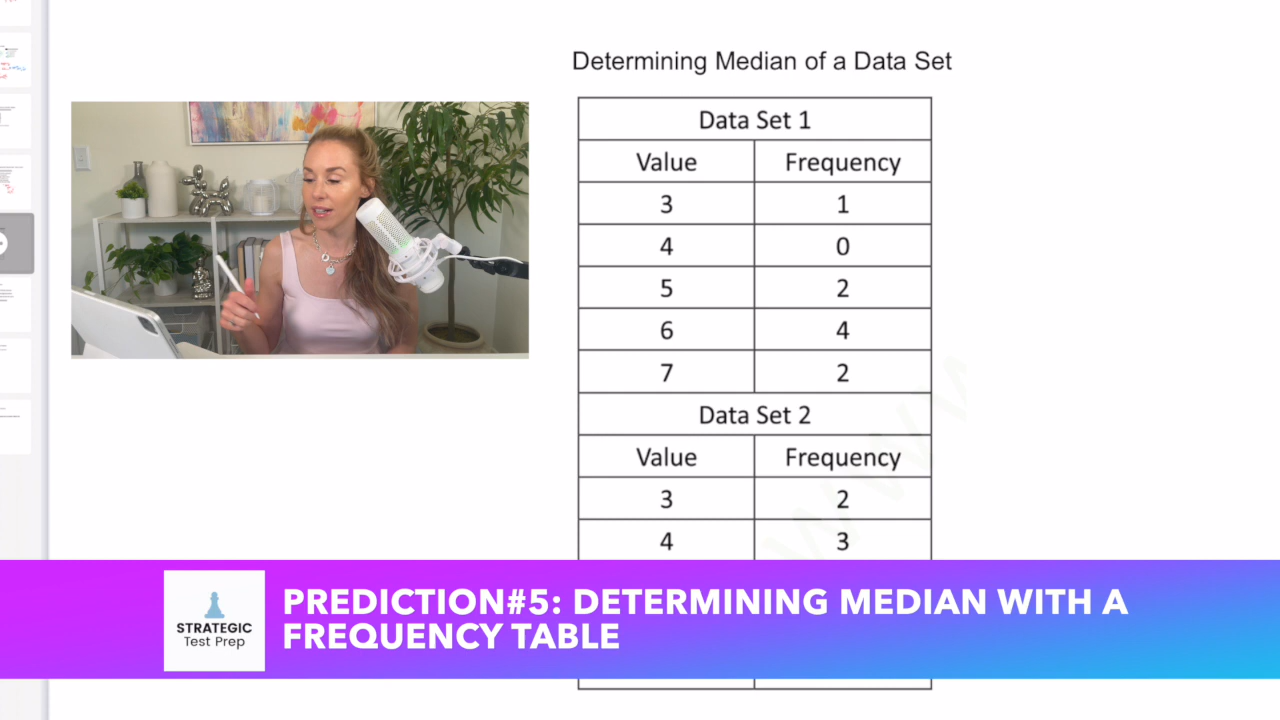 Determining Median of a Data Set
Data Set 1
Value Frequency
3 1
4 0
5 2
6 4
7 2
Data Set 2
Value Frequency
3 2
4 3
STRATEGIC
Test Prep
PREDICTION#5: DETERMINING MEDIAN WITH A
FREQUENCY TABLE